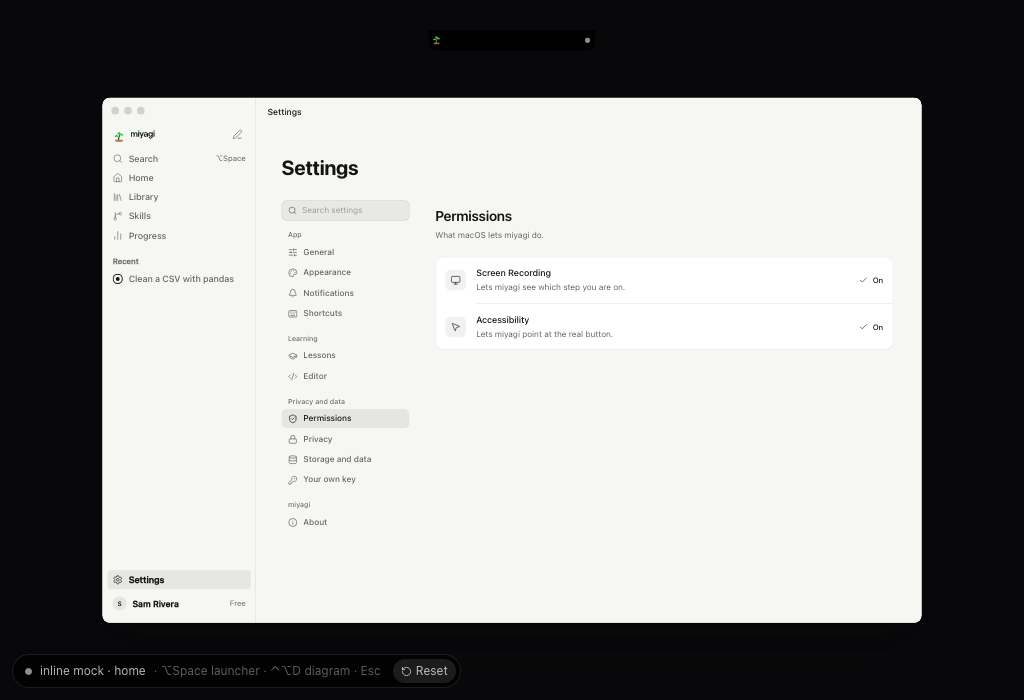 Settings
miyagi
Search ⌥Space
Home
Library
Skills
Progress
Recent
Clean a CSV with pandas
Settings
S Sam Rivera Free
Settings
Search settings
App
General
Appearance
Notifications
Shortcuts
Learning
Lessons
Editor
Privacy and data
Permissions
Privacy
Storage and data
Your own key
miyagi
About
Permissions
What macOS lets miyagi do.
Screen Recording
Lets miyagi see which step you are on.
On
Accessibility
Lets miyagi point at the real button.
On
inline mock · home · ⌥Space launcher · ^⌥D diagram · Esc Reset